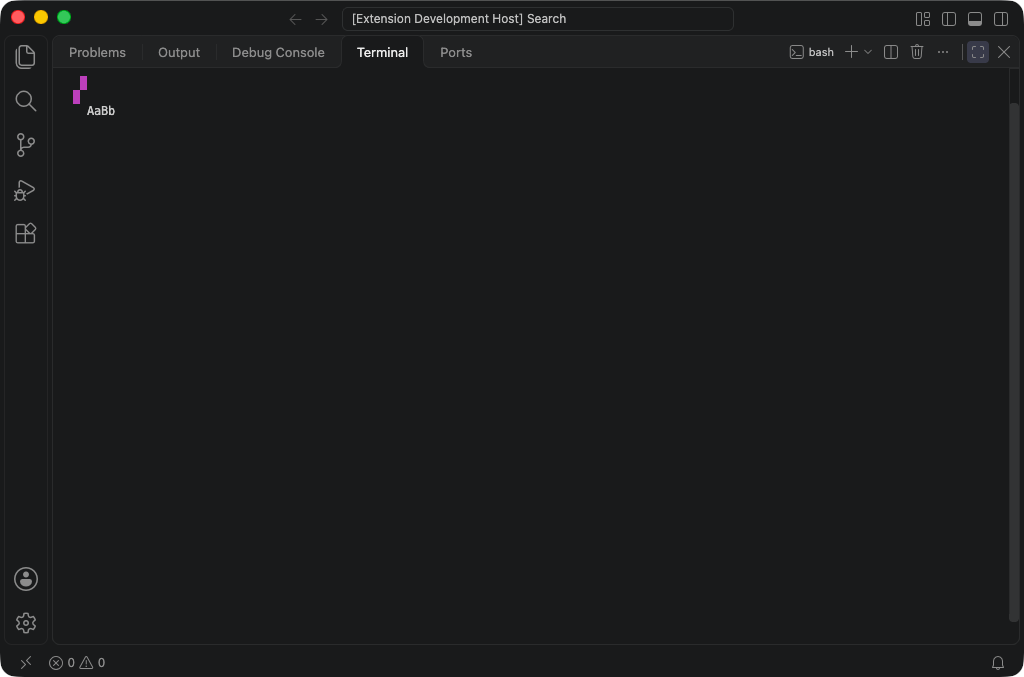 [Extension Development Host] Search
Problems Output Debug Console Terminal Ports bash
AaBb
0 0